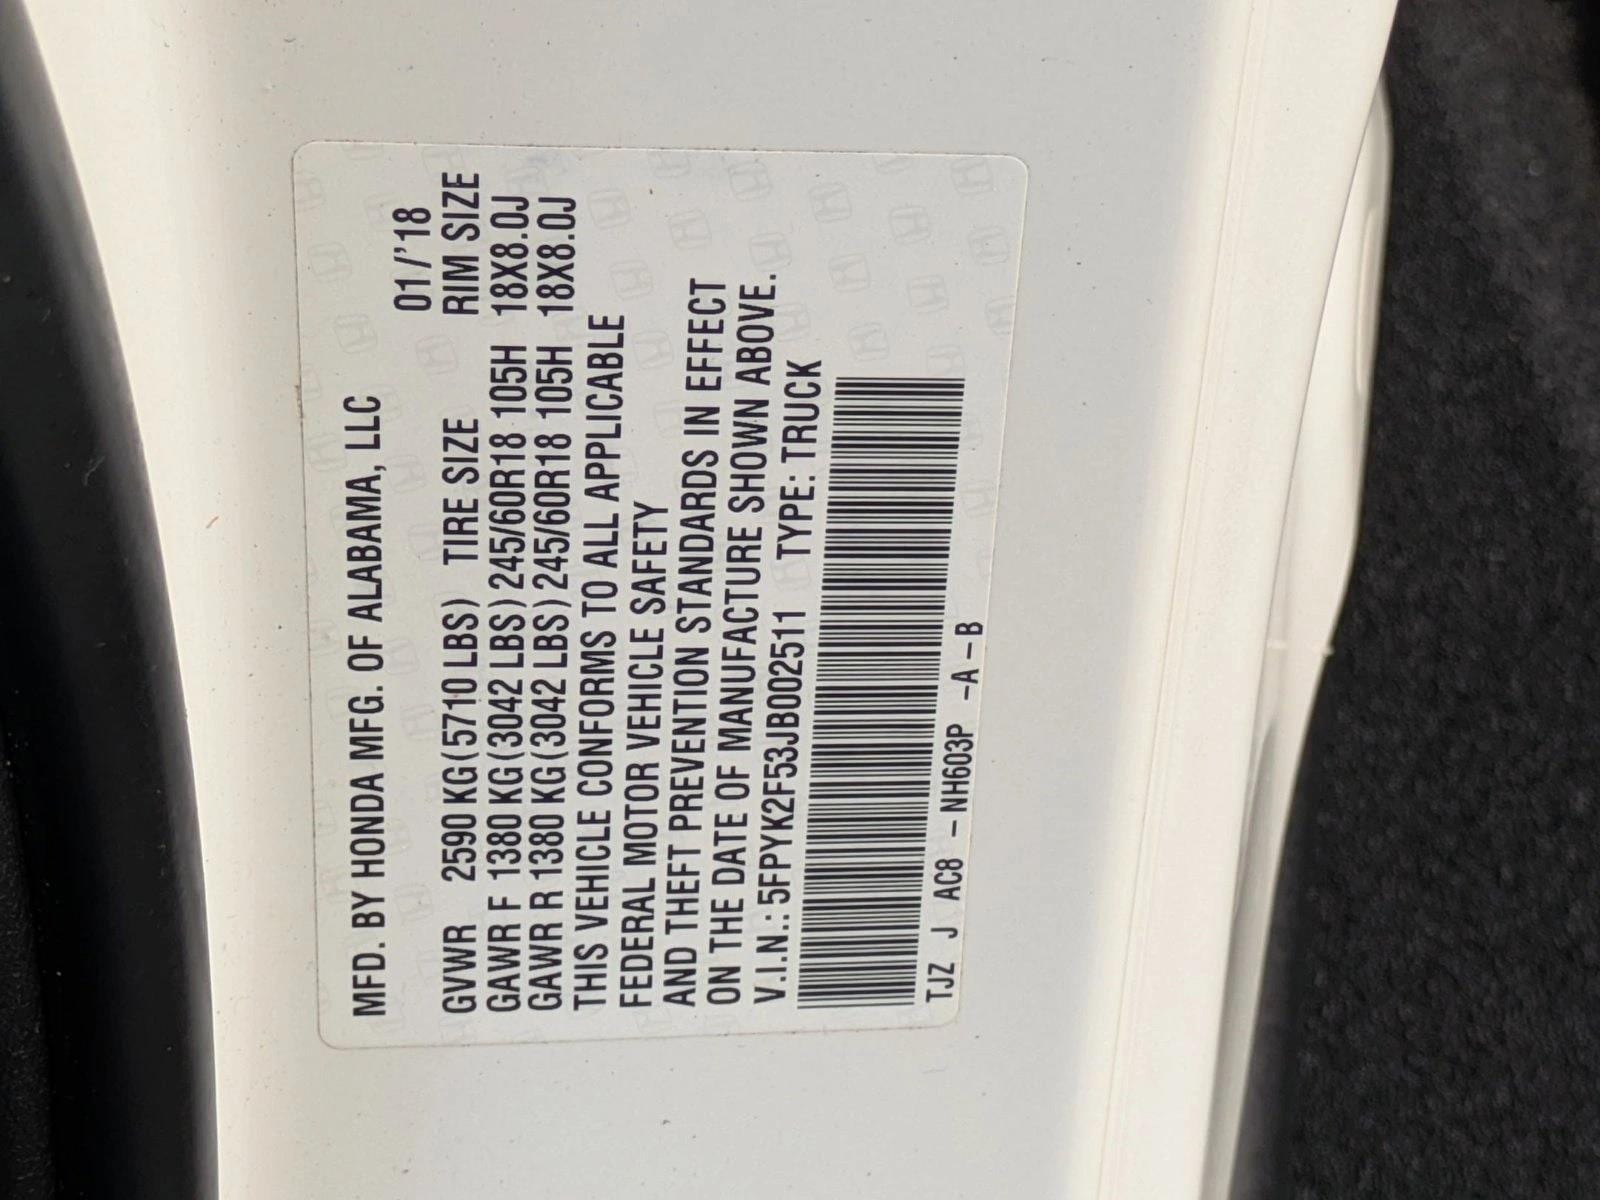 MFD. BY HONDA MFG. OF ALABAMA, LLC
01/'18
GVWR 2590 KG(5710 LBS) TIRE SIZE RIM SIZE
GAWR F 1380 KG(3042 LBS) 245/60R18 105H 18X8.0J
GAWR R 1380 KG(3042 LBS) 245/60R18 105H 18X8.0J
THIS VEHICLE CONFORMS TO ALL APPLICABLE
FEDERAL MOTOR VEHICLE SAFETY
AND THEFT PREVENTION STANDARDS IN EFFECT
ON THE DATE OF MANUFACTURE SHOWN ABOVE.
V.I.N.: 5FPYK2F53JB002511 TYPE: TRUCK
TJZ J AC8 - NH603P -A-B